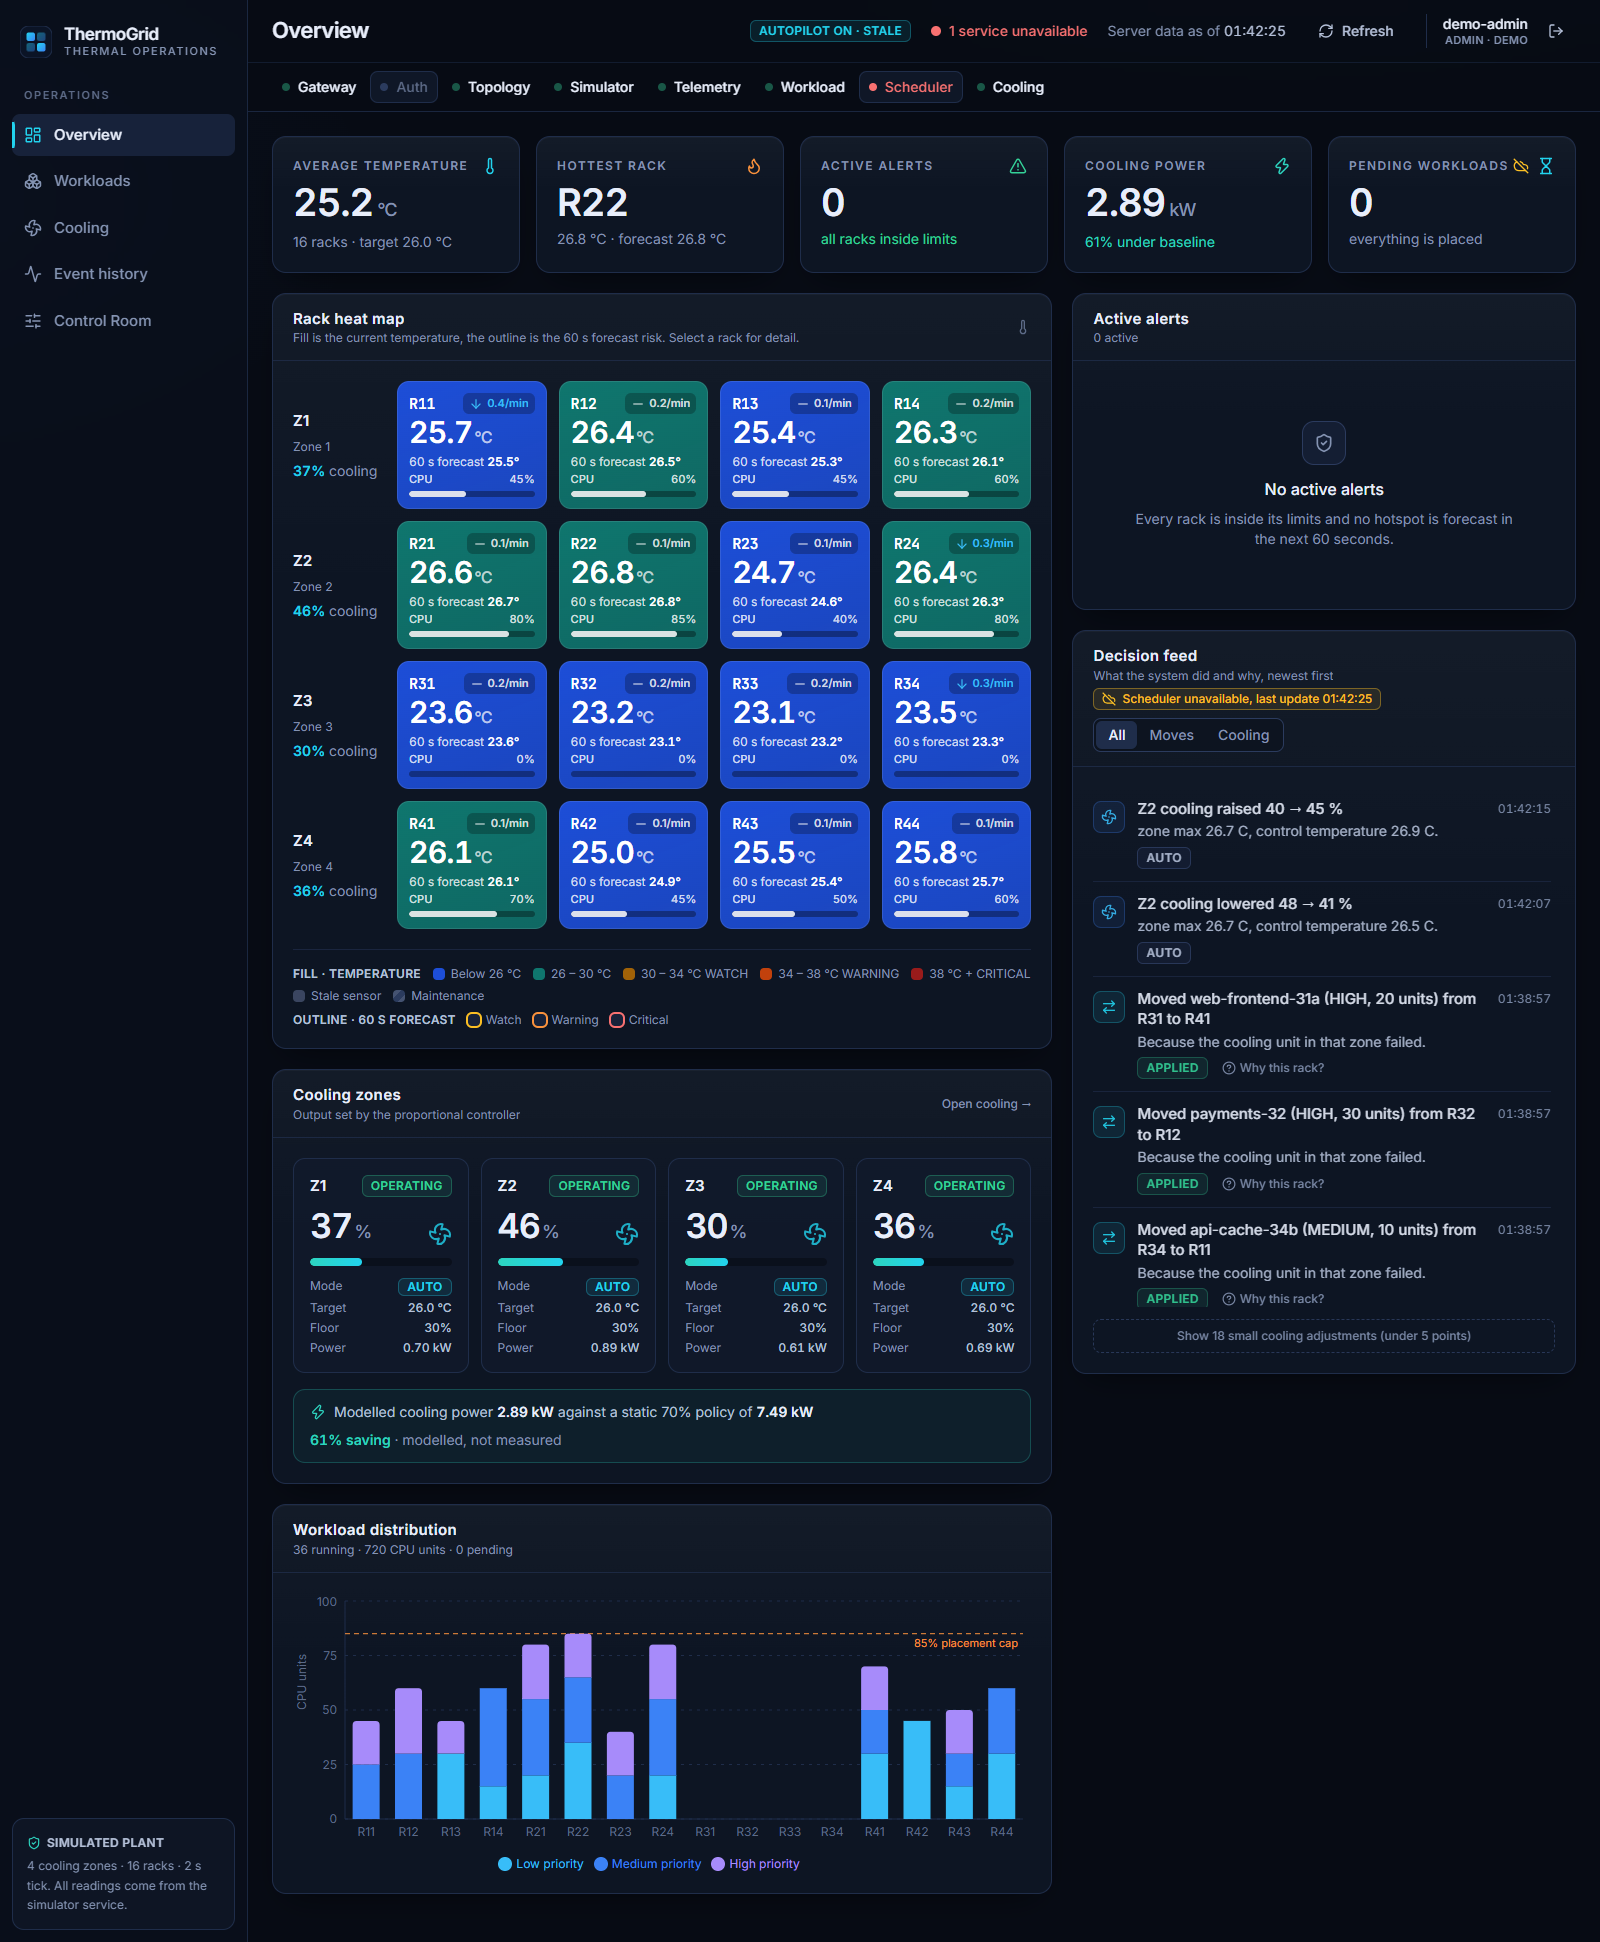 ThermoGrid
THERMAL OPERATIONS
OPERATIONS
Overview
Workloads
Cooling
Event history
Control Room
SIMULATED PLANT
4 cooling zones · 16 racks · 2 s
tick. All readings come from the
simulator service.
Overview
AUTOPILOT ON · STALE
1 service unavailable
Server data as of 01:42:25
Refresh
demo-admin
ADMIN · DEMO
Gateway
Auth
Topology
Simulator
Telemetry
Workload
Scheduler
Cooling
AVERAGE TEMPERATURE
25.2 °C
16 racks · target 26.0 °C
HOTTEST RACK
R22
26.8 °C · forecast 26.8 °C
ACTIVE ALERTS
0
all racks inside limits
COOLING POWER
2.89 kW
61% under baseline
PENDING WORKLOADS
0
everything is placed
Rack heat map
Fill is the current temperature, the outline is the 60 s forecast risk. Select a rack for detail.
Z1
Zone 1
37% cooling
R11 ↓ 0.4/min
25.7 °C
60 s forecast 25.5°
CPU 45%
R12 — 0.2/min
26.4 °C
60 s forecast 26.5°
CPU 60%
R13 — 0.1/min
25.4 °C
60 s forecast 25.3°
CPU 45%
R14 — 0.2/min
26.3 °C
60 s forecast 26.1°
CPU 60%
Z2
Zone 2
46% cooling
R21 — 0.1/min
26.6 °C
60 s forecast 26.7°
CPU 80%
R22 — 0.1/min
26.8 °C
60 s forecast 26.8°
CPU 85%
R23 — 0.1/min
24.7 °C
60 s forecast 24.6°
CPU 40%
R24 ↓ 0.3/min
26.4 °C
60 s forecast 26.3°
CPU 80%
Z3
Zone 3
30% cooling
R31 — 0.2/min
23.6 °C
60 s forecast 23.6°
CPU 0%
R32 — 0.2/min
23.2 °C
60 s forecast 23.1°
CPU 0%
R33 — 0.2/min
23.1 °C
60 s forecast 23.2°
CPU 0%
R34 ↓ 0.3/min
23.5 °C
60 s forecast 23.3°
CPU 0%
Z4
Zone 4
36% cooling
R41 — 0.1/min
26.1 °C
60 s forecast 26.1°
CPU 70%
R42 — 0.1/min
25.0 °C
60 s forecast 24.9°
CPU 45%
R43 — 0.1/min
25.5 °C
60 s forecast 25.4°
CPU 50%
R44 — 0.1/min
25.8 °C
60 s forecast 25.7°
CPU 60%
FILL · TEMPERATURE Below 26 °C 26 – 30 °C 30 – 34 °C WATCH 34 – 38 °C WARNING 38 °C + CRITICAL
Stale sensor Maintenance
OUTLINE · 60 S FORECAST Watch Warning Critical
Active alerts
0 active
No active alerts
Every rack is inside its limits and no hotspot is forecast in
the next 60 seconds.
Decision feed
What the system did and why, newest first
Scheduler unavailable, last update 01:42:25
All Moves Cooling
Z2 cooling raised 40 → 45 % 01:42:15
zone max 26.7 C, control temperature 26.9 C.
AUTO
Z2 cooling lowered 48 → 41 % 01:42:07
zone max 26.7 C, control temperature 26.5 C.
AUTO
Moved web-frontend-31a (HIGH, 20 units) from 01:38:57
R31 to R41
Because the cooling unit in that zone failed.
APPLIED Why this rack?
Moved payments-32 (HIGH, 30 units) from R32 01:38:57
to R12
Because the cooling unit in that zone failed.
APPLIED Why this rack?
Moved api-cache-34b (MEDIUM, 10 units) from 01:38:57
R34 to R11
Because the cooling unit in that zone failed.
APPLIED Why this rack?
Show 18 small cooling adjustments (under 5 points)
Cooling zones
Output set by the proportional controller
Open cooling →
Z1 OPERATING
37 %
Mode AUTO
Target 26.0 °C
Floor 30%
Power 0.70 kW
Z2 OPERATING
46 %
Mode AUTO
Target 26.0 °C
Floor 30%
Power 0.89 kW
Z3 OPERATING
30 %
Mode AUTO
Target 26.0 °C
Floor 30%
Power 0.61 kW
Z4 OPERATING
36 %
Mode AUTO
Target 26.0 °C
Floor 30%
Power 0.69 kW
Modelled cooling power 2.89 kW against a static 70% policy of 7.49 kW
61% saving · modelled, not measured
Workload distribution
36 running · 720 CPU units · 0 pending
CPU units
100
75
50
25
0
85% placement cap
R11 R12 R13 R14 R21 R22 R23 R24 R31 R32 R33 R34 R41 R42 R43 R44
Low priority Medium priority High priority